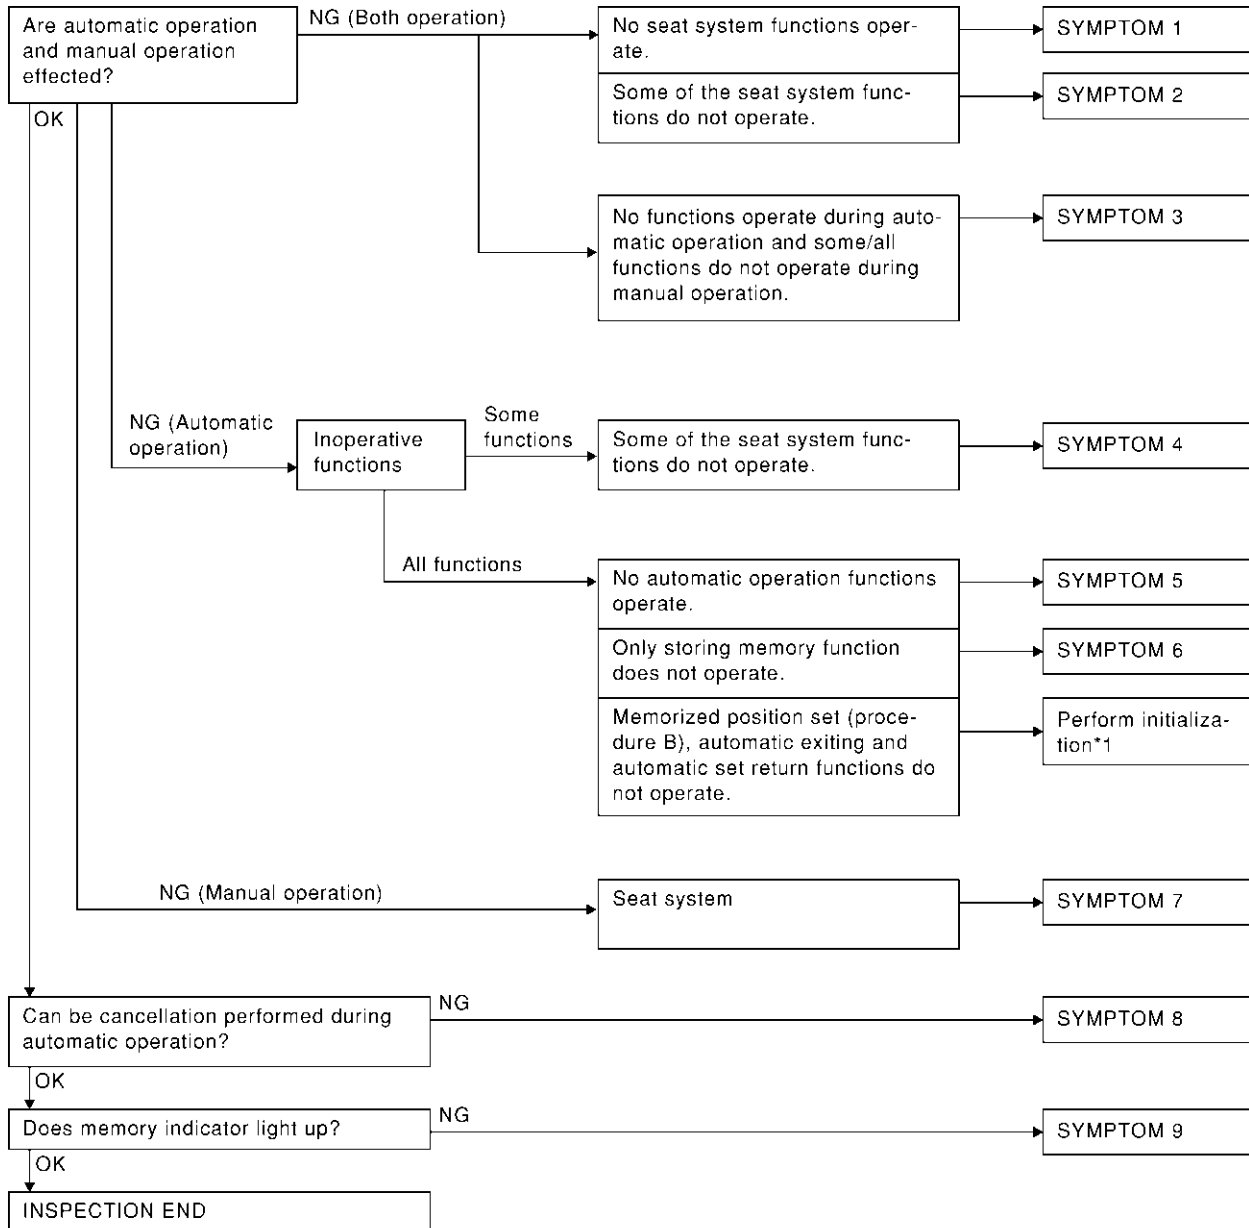 Are automatic operation
and manual operation
effected?
NG (Both operation)
No seat system functions oper-
ate.
SYMPTOM 1
Some of the seat system func-
tions do not operate.
SYMPTOM 2
OK
No functions operate during auto-
matic operation and some/all
functions do not operate during
manual operation.
SYMPTOM 3
NG (Automatic
operation)
Inoperative
functions
Some
functions
Some of the seat system func-
tions do not operate.
SYMPTOM 4
All functions
No automatic operation functions
operate.
SYMPTOM 5
Only storing memory function
does not operate.
SYMPTOM 6
Memorized position set (proce-
dure B), automatic exiting and
automatic set return functions do
not operate.
Perform initializa-
tion*1
NG (Manual operation)
Seat system
SYMPTOM 7
Can be cancellation performed during
automatic operation?
NG
SYMPTOM 8
OK
Does memory indicator light up?
NG
SYMPTOM 9
OK
INSPECTION END